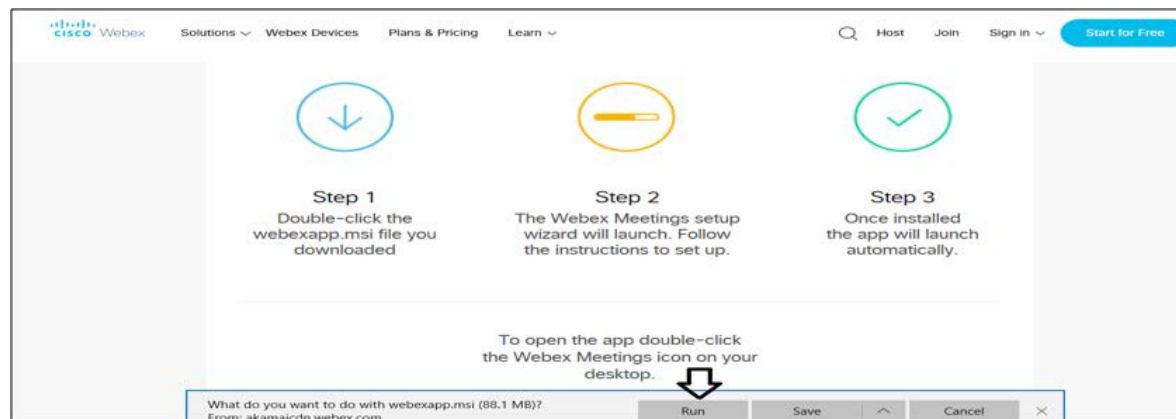 CISCO Webex Solutions Webex Devices Plans & Pricing Learn Host Join Sign in Start for Free
Step 1
Double-click the
webexapp.msi file you
downloaded
Step 2
The Webex Meetings setup
wizard will launch. Follow
the instructions to set up.
Step 3
Once installed
the app will launch
automatically.
To open the app double-click
the Webex Meetings icon on your
desktop.
What do you want to do with webexapp.msi (88.1 MB)?
From: akamaicdn.webex.com
Run Save Cancel